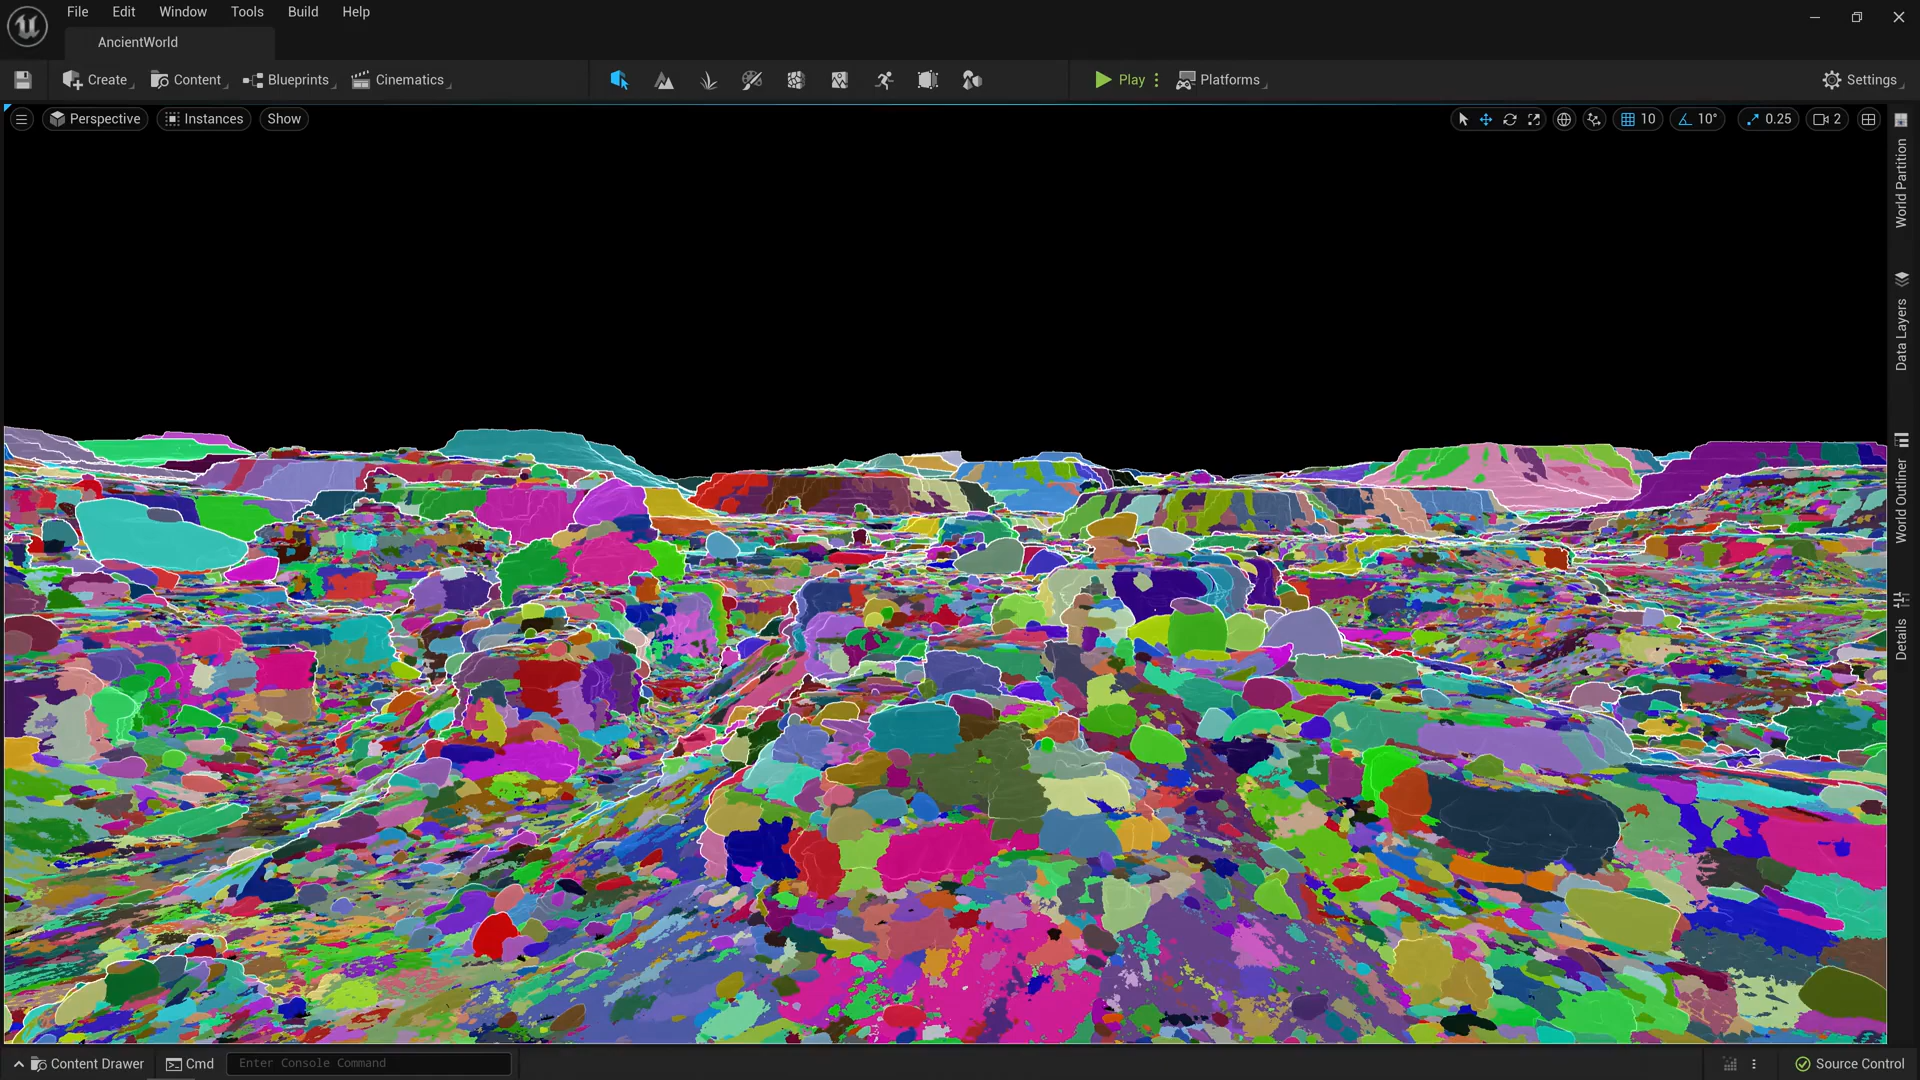 File Edit Window Tools Build Help
AncientWorld
Create Content Blueprints Cinematics Play Platforms Settings
Perspective Instances Show 10 10° 0.25 2
World Partition
Data Layers
World Outliner
Details
Content Drawer Cmd Enter Console Command Source Control